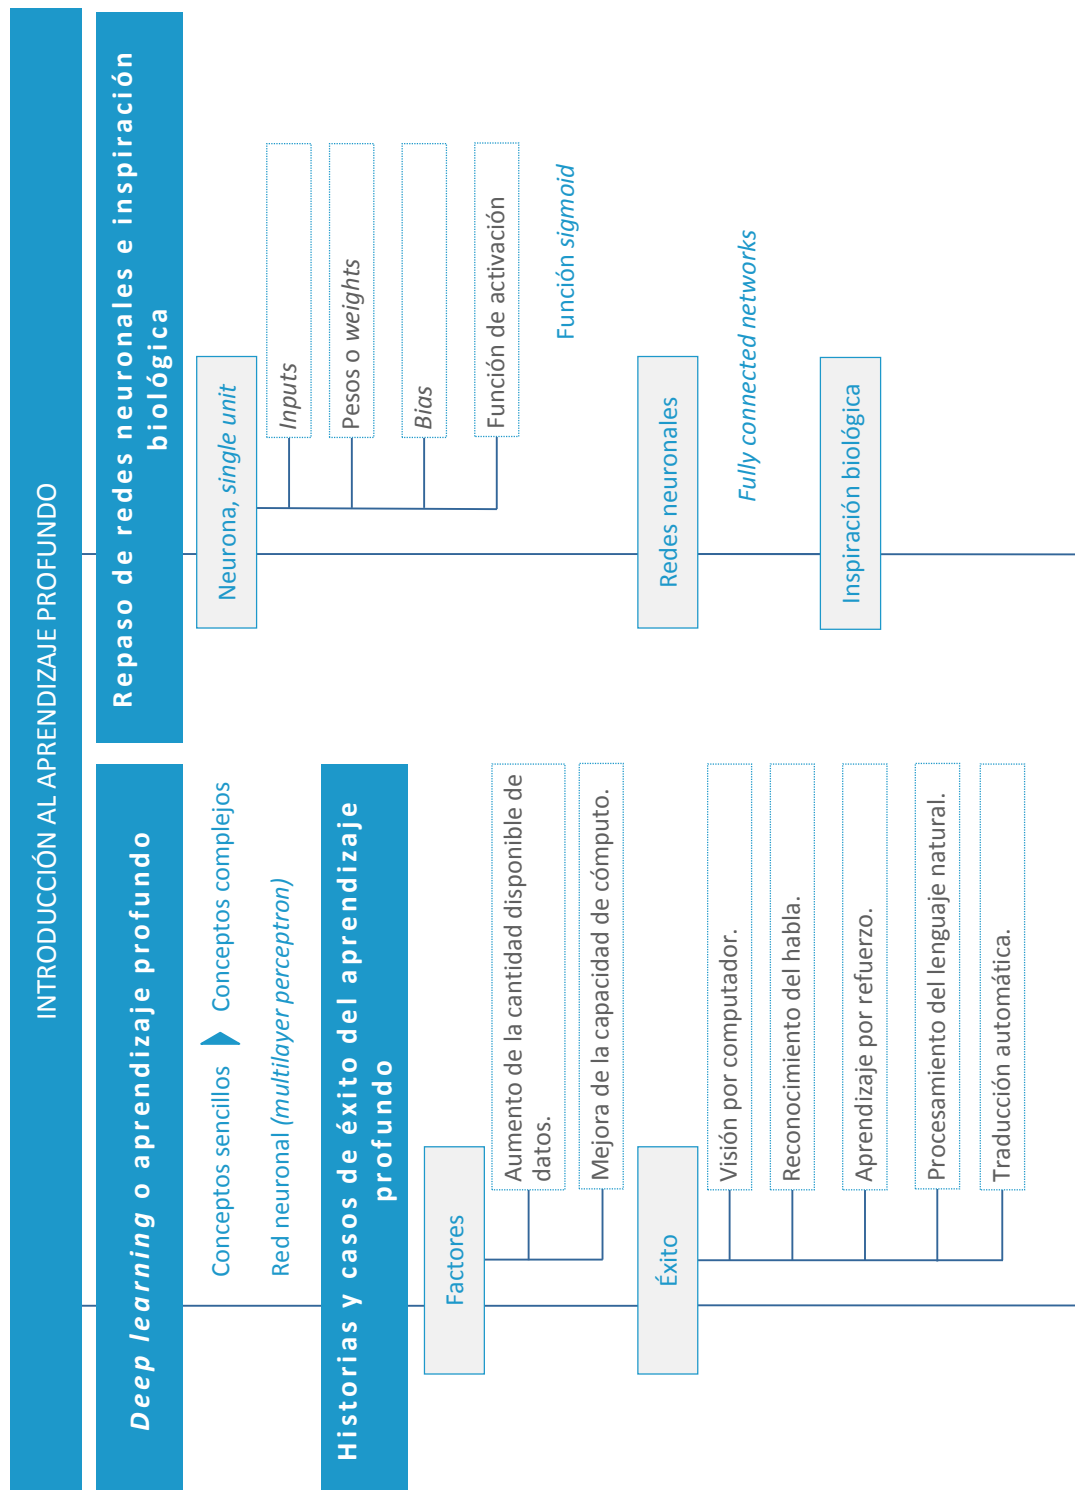 INTRODUCCIÓN AL APRENDIZAJE PROFUNDO
Deep learning o aprendizaje profundo
Conceptos sencillos
Conceptos complejos
Red neuronal (multilayer perceptron)
Historias y casos de éxito del aprendizaje
profundo
Factores
Aumento de la cantidad disponible de
datos.
Mejora de la capacidad de cómputo.
Éxito
Visión por computador.
Reconocimiento del habla.
Aprendizaje por refuerzo.
Procesamiento del lenguaje natural.
Traducción automática.
Repaso de redes neuronales e inspiración
biológica
Neurona, single unit
Inputs
Pesos o weights
Bias
Función de activación
Función sigmoid
Redes neuronales
Fully connected networks
Inspiración biológica